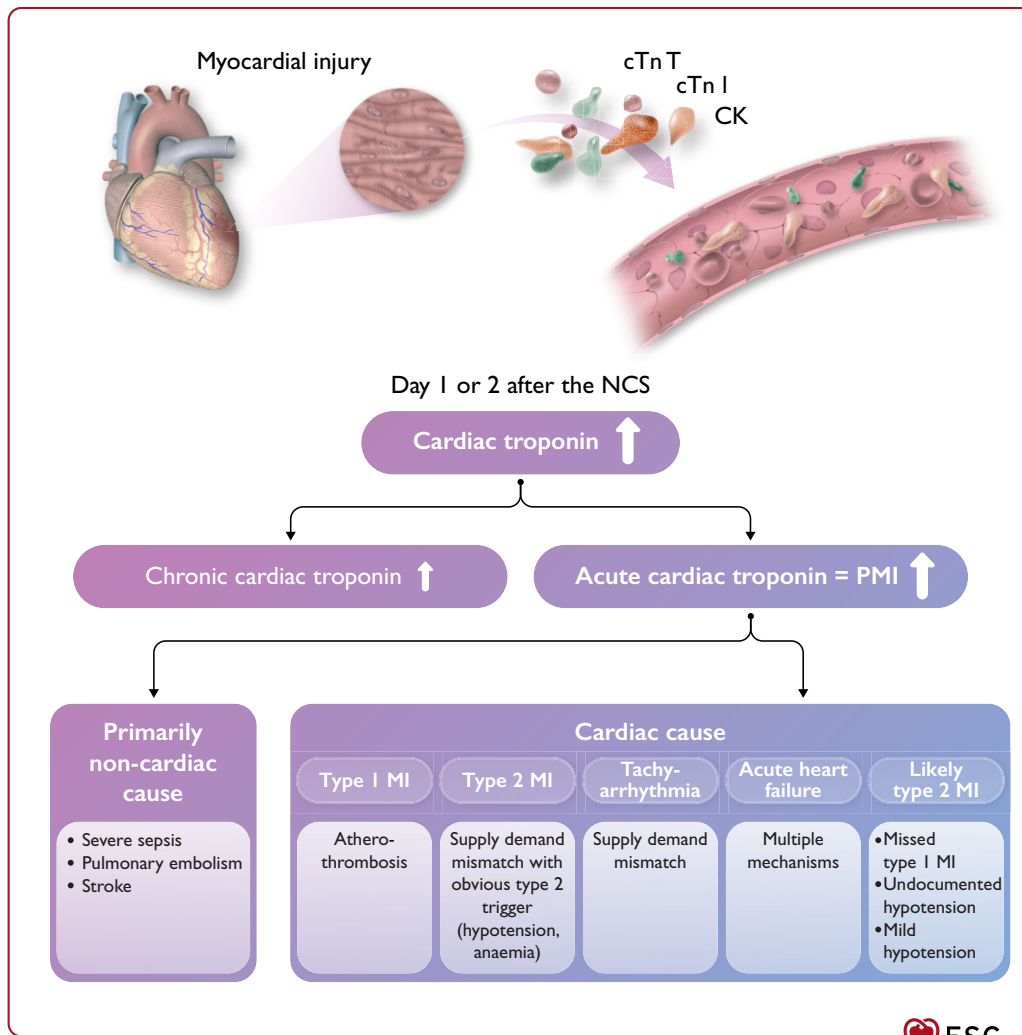 Myocardial injury
cTn T
cTn I
CK
Day 1 or 2 after the NCS
Cardiac troponin
Chronic cardiac troponin
Acute cardiac troponin = PMI
Primarily
non-cardiac
cause
• Severe sepsis
• Pulmonary embolism
• Stroke
Cardiac cause
Type 1 MI
Athero-
thrombosis
Type 2 MI
Supply demand
mismatch with
obvious type 2
trigger
(hypotension,
anaemia)
Tachy-
arrhythmia
Supply demand
mismatch
Acute heart
failure
Multiple
mechanisms
Likely
type 2 MI
•Missed
type 1 MI
•Undocumented
hypotension
•Mild
hypotension
ESC